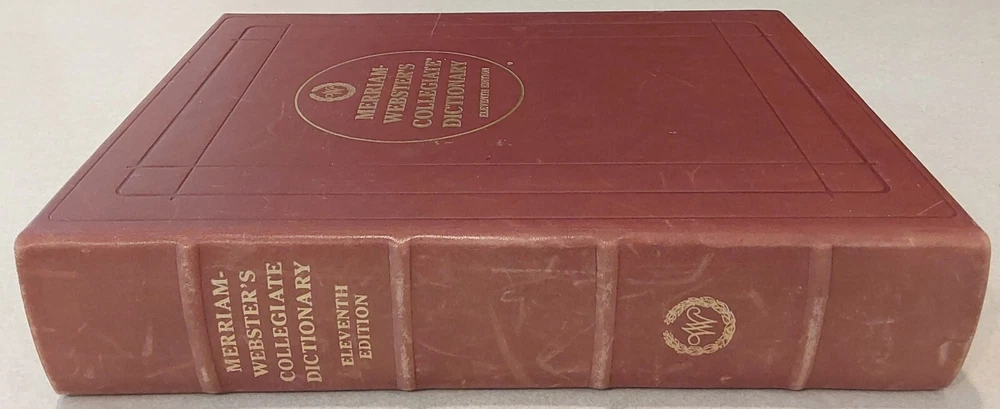 MERRIAM-
WEBSTER'S
COLLEGIATE®
DICTIONARY
ELEVENTH EDITION
MERRIAM-
WEBSTER'S
COLLEGIATE
DICTIONARY
ELEVENTH
EDITION